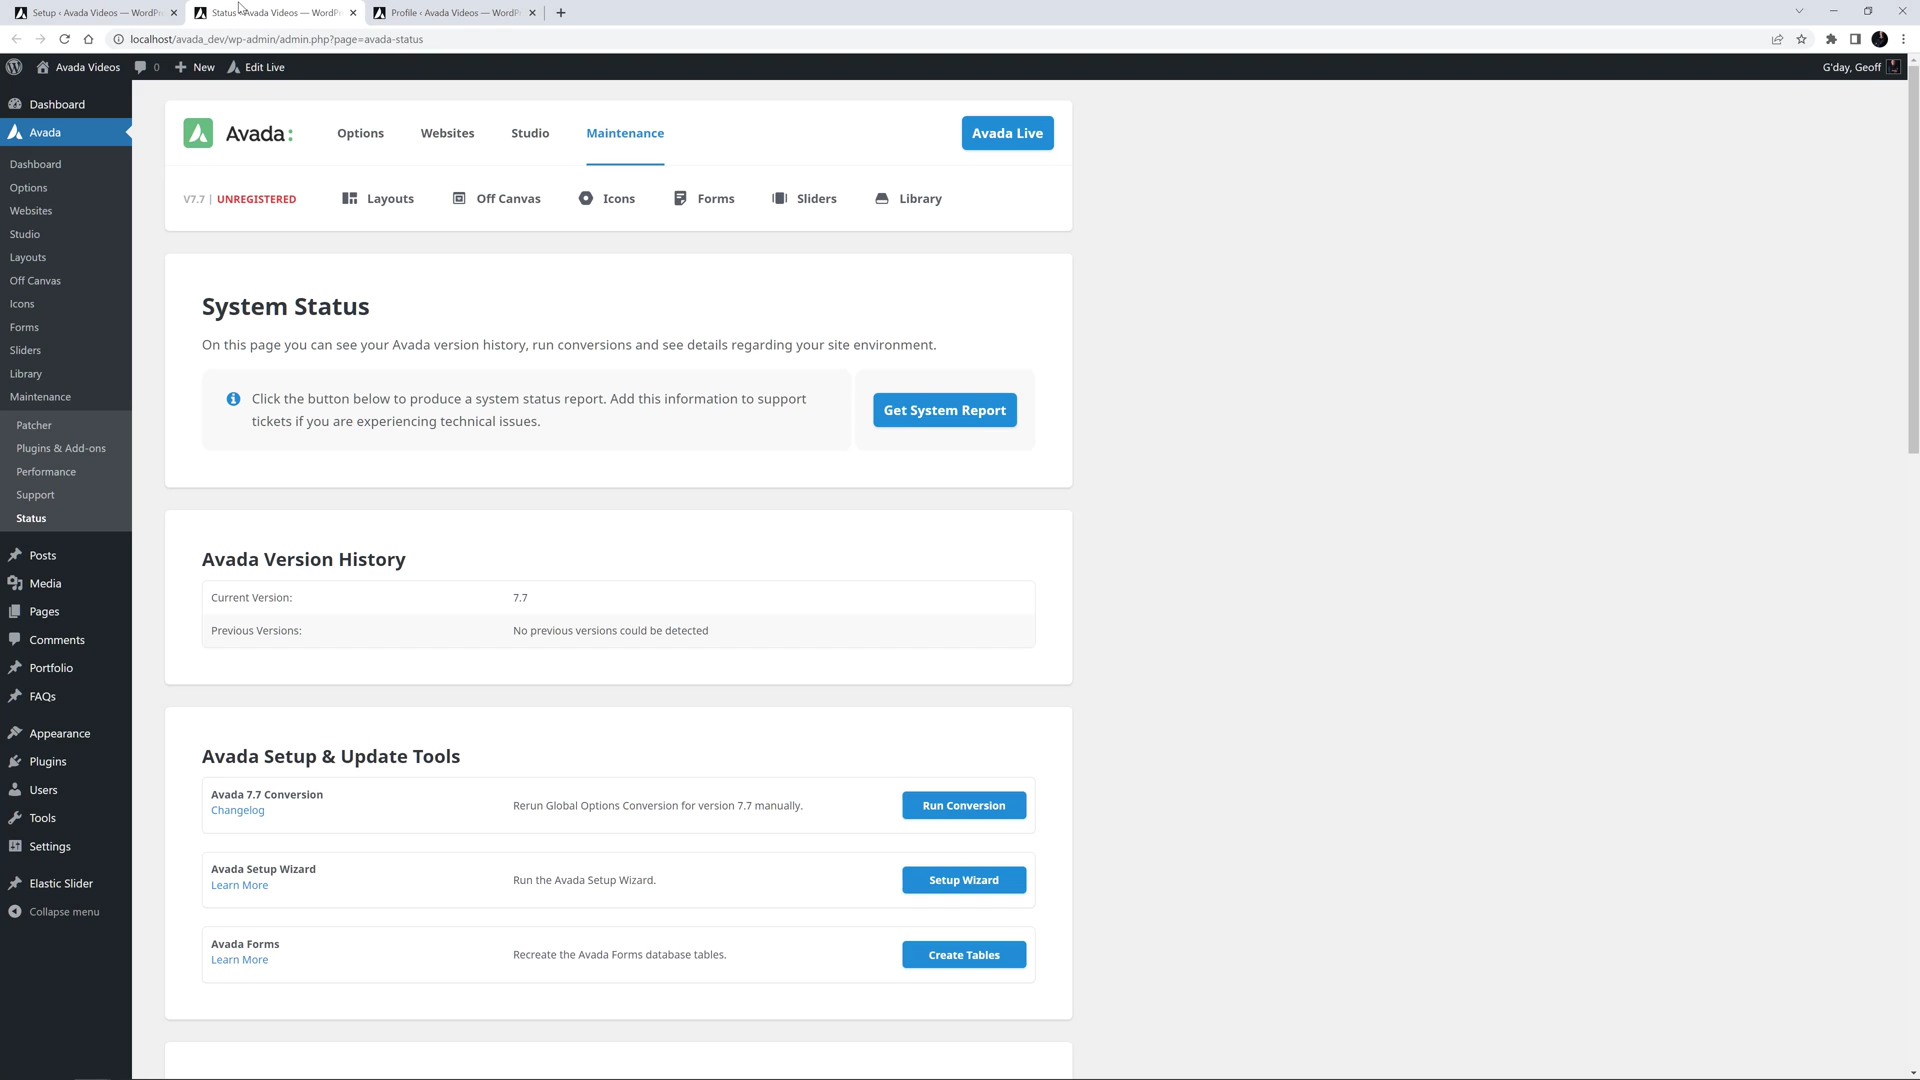 Setup ‹ Avada Videos — WordPr
Status ‹ Avada Videos — WordPr
Profile ‹ Avada Videos — WordPr
localhost/avada_dev/wp-admin/admin.php?page=avada-status
Avada Videos
0
New
Edit Live
G'day, Geoff
Dashboard
Avada
Dashboard
Options
Websites
Studio
Layouts
Off Canvas
Icons
Forms
Sliders
Library
Maintenance
Patcher
Plugins & Add-ons
Performance
Support
Status
Posts
Media
Pages
Comments
Portfolio
FAQs
Appearance
Plugins
Users
Tools
Settings
Elastic Slider
Collapse menu
Avada:
Options
Websites
Studio
Maintenance
Avada Live
V7.7 | UNREGISTERED
Layouts
Off Canvas
Icons
Forms
Sliders
Library
System Status
On this page you can see your Avada version history, run conversions and see details regarding your site environment.
Click the button below to produce a system status report. Add this information to support
tickets if you are experiencing technical issues.
Get System Report
Avada Version History
Current Version: 7.7
Previous Versions: No previous versions could be detected
Avada Setup & Update Tools
Avada 7.7 Conversion
Changelog
Rerun Global Options Conversion for version 7.7 manually.
Run Conversion
Avada Setup Wizard
Learn More
Run the Avada Setup Wizard.
Setup Wizard
Avada Forms
Learn More
Recreate the Avada Forms database tables.
Create Tables